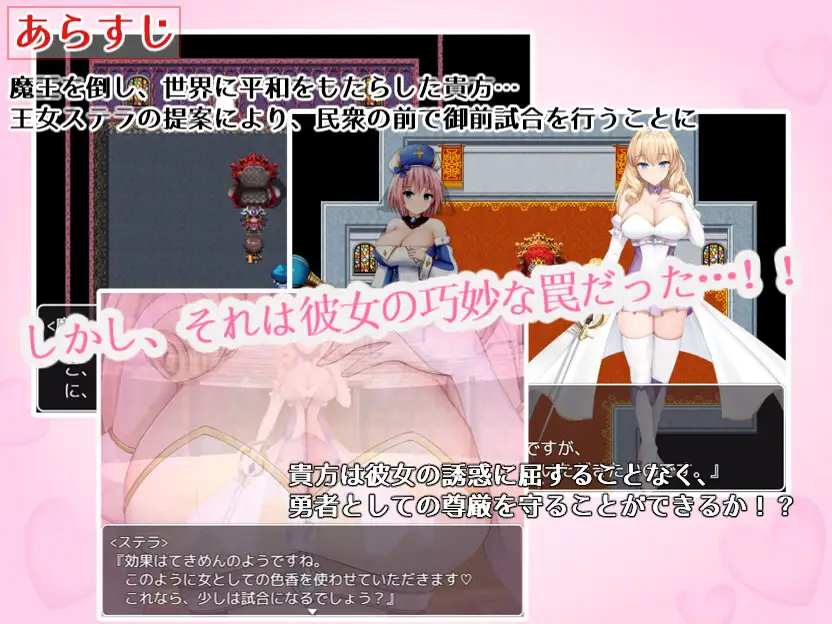 あらすじ
魔王を倒し、世界に平和をもたらした貴方…
王女ステラの提案により、民衆の前で御前試合を行うことに
しかし、それは彼女の巧妙な罠だった…！！
に、
ですが、
貴方は彼女の誘惑に屈することなく、
勇者としての尊厳を守ることができるか！？
<ステラ>
『効果はてきめんのようですね。
このように女としての色香を使わせていただきます♡
これなら、少しは試合になるでしょう？』